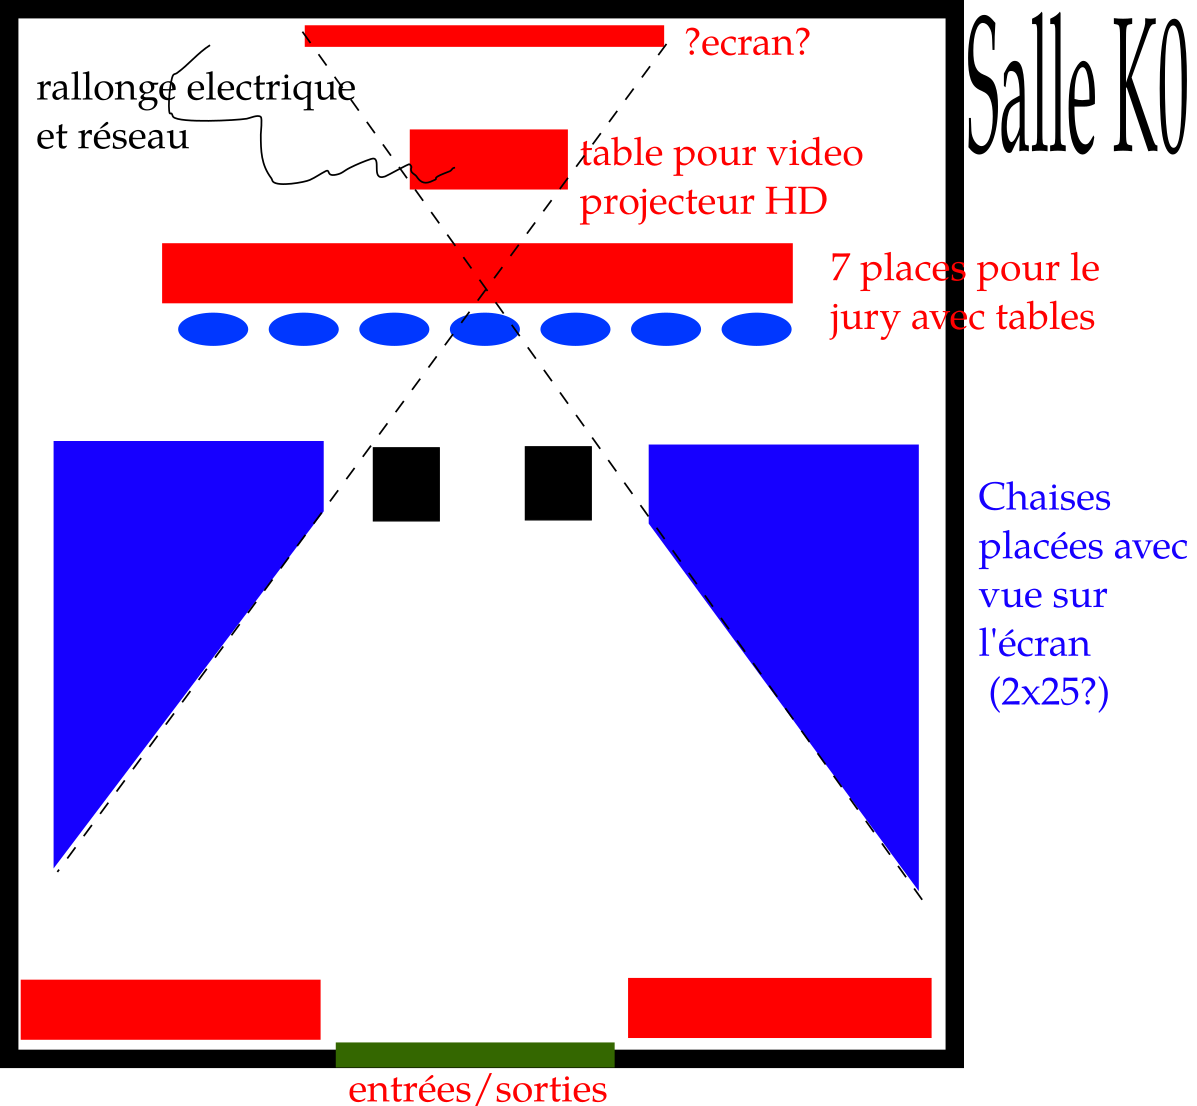 Salle K0
?ecran?
rallonge electrique
et réseau
table pour video
projecteur HD
7 places pour le
jury avec tables
Chaises
placées avec
vue sur
l'écran
(2x25?)
entrées/sorties